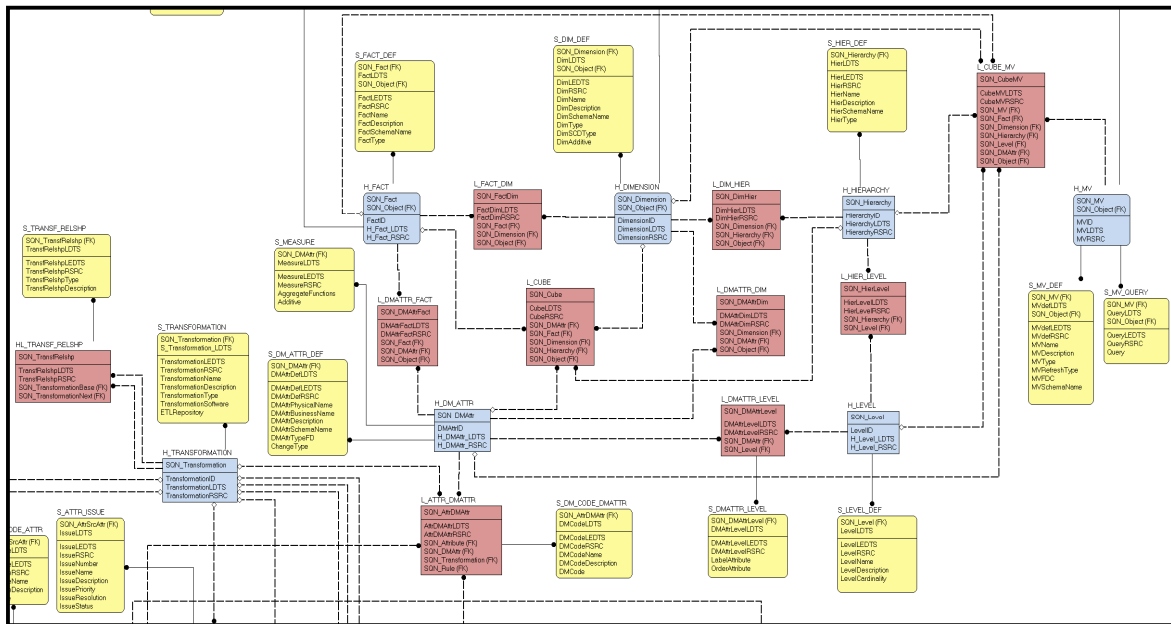 S_FACT_DEF
SQN_Fact (FK)
FactLDTS
SQN_Object (FK)
FactLEDTS
FactRSRC
FactName
FactDescription
FactSchemaName
FactType
S_DIM_DEF
SQN_Dimension (FK)
DimLDTS
SQN_Object (FK)
DimLEDTS
DimRSRC
DimName
DimDescription
DimSchemaName
DimType
DimSCDType
DimAdditive
S_HIER_DEF
SQN_Hierarchy (FK)
HierLDTS
HierLEDTS
HierRSRC
HierName
HierDescription
HierSchemaName
HierType
L_CUBE_MV
SQN_CubeMV
CubeMVLDTS
CubeMVRSRC
SQN_MV (FK)
SQN_Fact (FK)
SQN_Dimension (FK)
SQN_Hierarchy (FK)
SQN_Level (FK)
SQN_DMAttr (FK)
SQN_Object (FK)
H_FACT
SQN_Fact
SQN_Object (FK)
FactID
H_Fact_LDTS
H_Fact_RSRC
L_FACT_DIM
SQN_FactDim
FactDimLDTS
FactDimRSRC
SQN_Fact (FK)
SQN_Dimension (FK)
SQN_Object (FK)
H_DIMENSION
SQN_Dimension
SQN_Object (FK)
DimensionID
DimensionLDTS
DimensionRSRC
L_DIM_HIER
SQN_DimHier
DimHierLDTS
DimHierRSRC
SQN_Dimension (FK)
SQN_Hierarchy (FK)
SQN_Object (FK)
H_HIERARCHY
SQN_Hierarchy
HierarchyID
HierarchyLDTS
HierarchyRSRC
H_MV
SQN_MV
SQN_Object (FK)
MVID
MVLDTS
MVRSRC
S_TRANSF_RELSHP
SQN_TransfRelshp (FK)
TransfRelshpLDTS
TransfRelshpLEDTS
TransfRelshpRSRC
TransfRelshpType
TransfRelshpDescription
S_MEASURE
SQN_DMAttr (FK)
MeasureLDTS
MeasureLEDTS
MeasureRSRC
AggregateFunctions
Additive
L_DMATTR_FACT
SQN_DMAttrFact
DMAttrFactLDTS
DMAttrFactRSRC
SQN_Fact (FK)
SQN_DMAttr (FK)
SQN_Object (FK)
L_CUBE
SQN_Cube
CubeLDTS
CubeRSRC
SQN_DMAttr (FK)
SQN_Fact (FK)
SQN_Dimension (FK)
SQN_Hierarchy (FK)
SQN_Object (FK)
L_DMATTR_DIM
SQN_DMAttrDim
DMAttrDimLDTS
DMAttrDimRSRC
SQN_Dimension (FK)
SQN_DMAttr (FK)
SQN_Object (FK)
L_HIER_LEVEL
SQN_HierLevel
HierLevelLDTS
HierLevelRSRC
SQN_Hierarchy (FK)
SQN_Level (FK)
S_MV_DEF
SQN_MV (FK)
MVdefLDTS
SQN_Object (FK)
MVdefLEDTS
MVdefRSRC
MVName
MVDescription
MVType
MVRefreshType
MVFDC
MVSchemaName
S_MV_QUERY
SQN_MV (FK)
QueryLDTS
SQN_Object (FK)
QueryLEDTS
QueryRSRC
Query
HL_TRANSF_RELSHP
SQN_TransfRelshp
TransfRelshpLDTS
TransfRelshpRSRC
SQN_TransformationBase (FK)
SQN_TransformationNext (FK)
S_TRANSFORMATION
SQN_Transformation (FK)
S_Transformation_LDTS
TransformationLEDTS
TransformationRSRC
TransformationName
TransformationDescription
TransformationType
TransformationSoftware
ETLRepository
S_DM_ATTR_DEF
SQN_DMAttr (FK)
DMAttrDefLDTS
DMAttrDefLEDTS
DMAttrDefRSRC
DMAttrPhysicalName
DMAttrBusinessName
DMAttrDescription
DMAttrSchemaName
DMAttrTypeFD
ChangeType
H_DM_ATTR
SQN_DMAttr
DMAttrID
H_DMAttr_LDTS
H_DMAttr_RSRC
L_DMATTR_LEVEL
SQN_DMAttrLevel
DMAttrLevelLDTS
DMAttrLevelRSRC
SQN_DMAttr (FK)
SQN_Level (FK)
H_LEVEL
SQN_Level
LevelID
H_Level_LDTS
H_Level_RSRC
H_TRANSFORMATION
SQN_Transformation
TransformationID
TransformationLDTS
TransformationRSRC
L_ATTR_DMATTR
SQN_AttrDMAttr
AttrDMAttrLDTS
AttrDMAttrRSRC
SQN_Attribute (FK)
SQN_DMAttr (FK)
SQN_Transformation (FK)
SQN_Rule (FK)
S_DM_CODE_DMATTR
SQN_AttrDMAttr (FK)
DMCodeLDTS
DMCodeLEDTS
DMCodeRSRC
DMCodeName
DMCodeDescription
DMCode
S_DMATTR_LEVEL
SQN_DMAttrLevel (FK)
DMAttrLevelLDTS
DMAttrLevelLEDTS
DMAttrLevelRSRC
LabelAttribute
OrderAttribute
S_LEVEL_DEF
SQN_Level (FK)
LevelLDTS
LevelLEDTS
LevelRSRC
LevelName
LevelDescription
LevelCardinality
CODE_ATTR
SrcAttr (FK)
eLDTS
eLEDTS
eRSRC
eName
eDescription
S_ATTR_ISSUE
SQN_AttrSrcAttr (FK)
IssueLDTS
IssueLEDTS
IssueRSRC
IssueNumber
IssueName
IssueDescription
IssuePriority
IssueResolution
IssueStatus